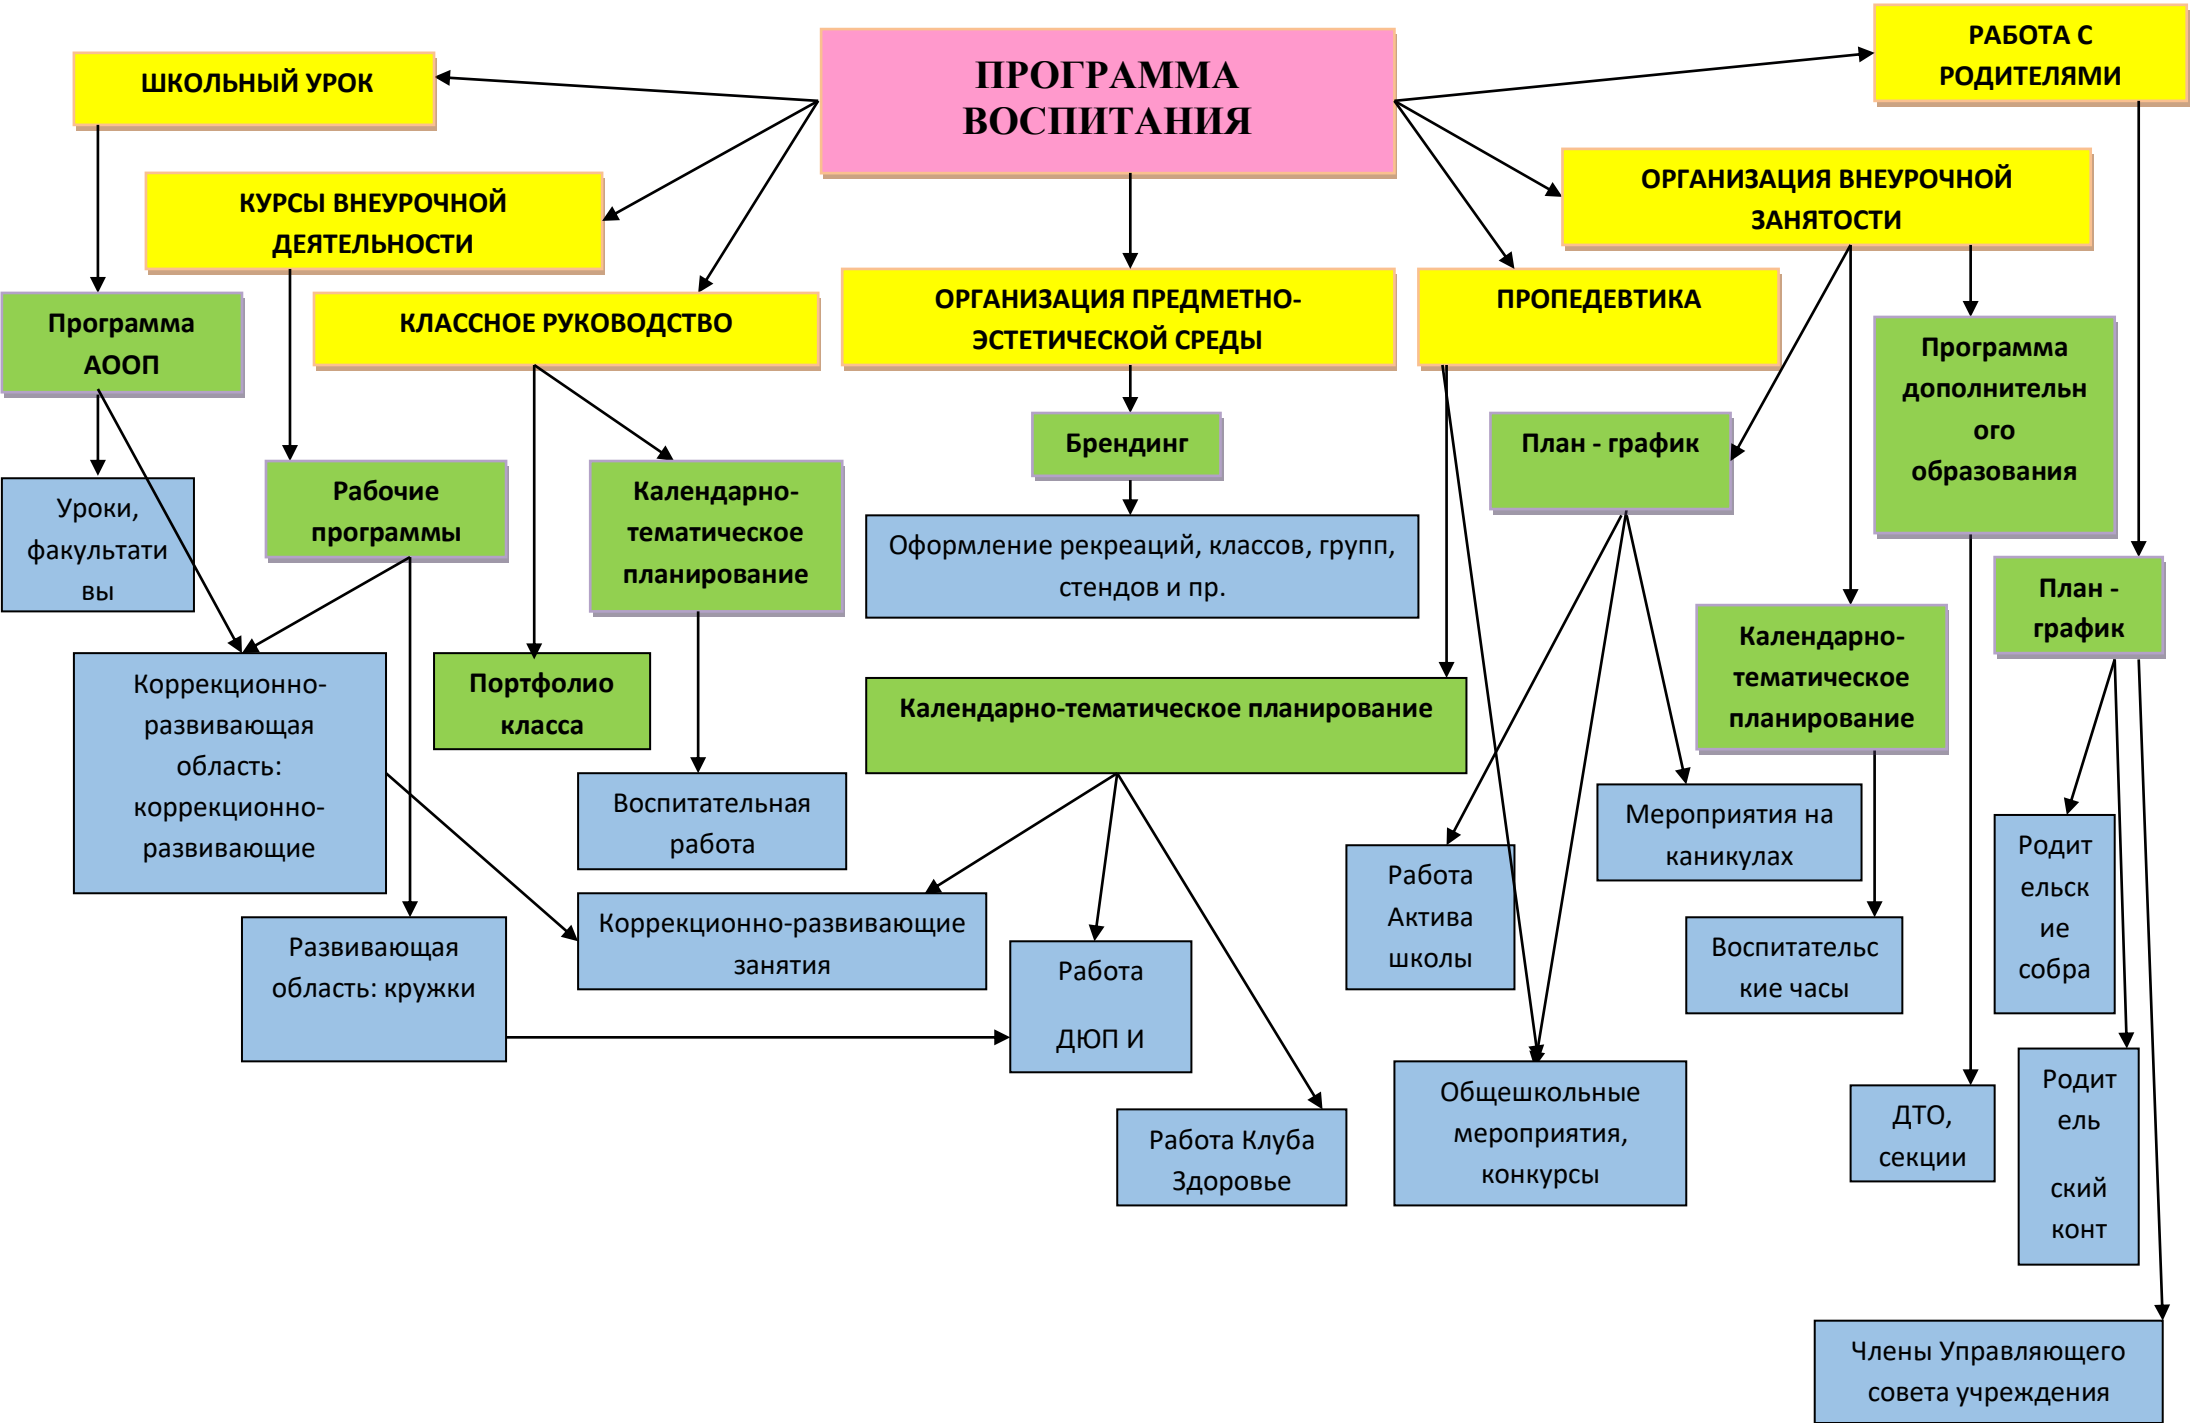 ПРОГРАММА
ВОСПИТАНИЯ
РАБОТА С
РОДИТЕЛЯМИ
ШКОЛЬНЫЙ УРОК
КУРСЫ ВНЕУРОЧНОЙ
ДЕЯТЕЛЬНОСТИ
ОРГАНИЗАЦИЯ ВНЕУРОЧНОЙ
ЗАНЯТОСТИ
КЛАССНОЕ РУКОВОДСТВО
ОРГАНИЗАЦИЯ ПРЕДМЕТНО-
ЭСТЕТИЧЕСКОЙ СРЕДЫ
ПРОПЕДЕВТИКА
Программа
АООП
Программа
дополнительн
ого
образования
Брендинг
План - график
Рабочие
программы
Календарно-
тематическое
планирование
Уроки,
факультати
вы
Оформление рекреаций, классов, групп,
стендов и пр.
План -
график
Календарно-
тематическое
планирование
Коррекционно-
развивающая
область:
коррекционно-
развивающие
Портфолио
класса
Календарно-тематическое планирование
Воспитательная
работа
Мероприятия на
каникулах
Работа
Актива
школы
Родит
ельск
ие
собра
Коррекционно-развивающие
занятия
Развивающая
область: кружки
Работа
ДЮП И
Воспитательс
кие часы
Общешкольные
мероприятия,
конкурсы
Родит
ель
ский
конт
Работа Клуба
Здоровье
ДТО,
секции
Члены Управляющего
совета учреждения